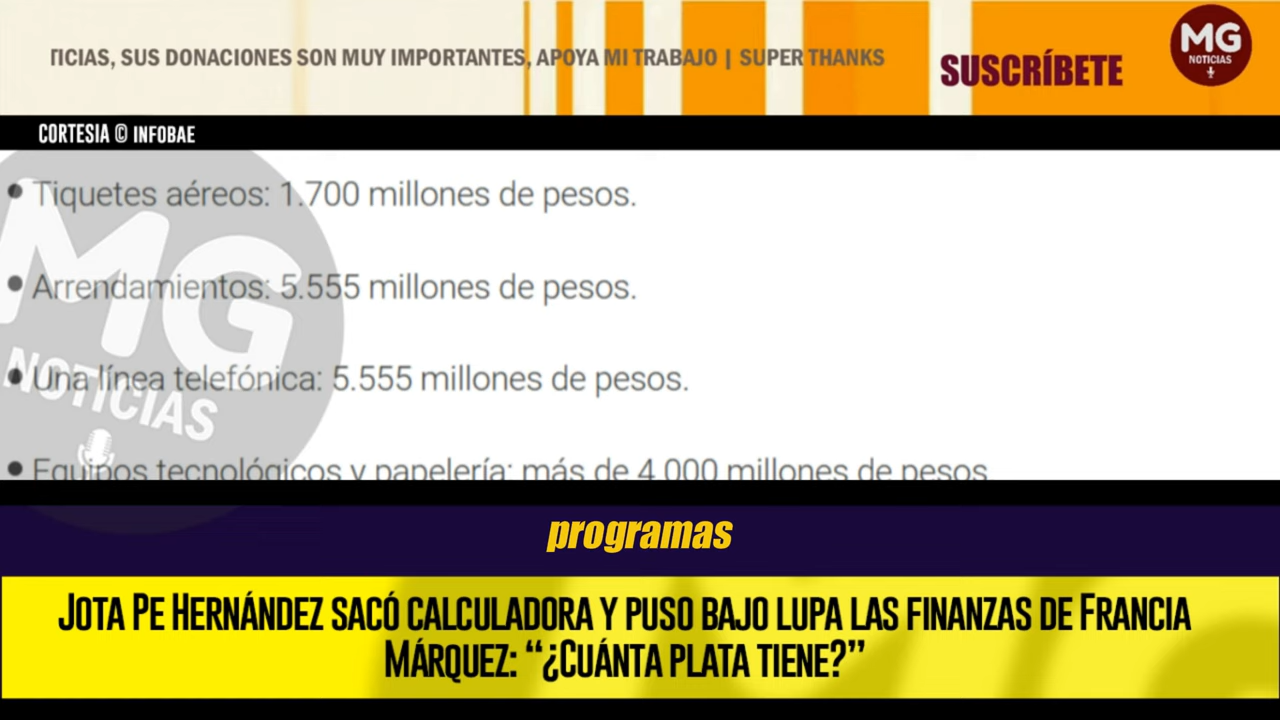 TICIAS, SUS DONACIONES SON MUY IMPORTANTES, APOYA MI TRABAJO | SUPER THANKS
SUSCRÍBETE
MG
NOTICIAS
CORTESIA © INFOBAE
• Tiquetes aéreos: 1.700 millones de pesos.
• Arrendamientos: 5.555 millones de pesos.
• Una línea telefónica: 5.555 millones de pesos.
• Equipos tecnológicos y papelería: más de 4.000 millones de pesos
MG
NOTICIAS
programas
JOTA PE HERNÁNDEZ SACÓ CALCULADORA Y PUSO BAJO LUPA LAS FINANZAS DE FRANCIA
MÁRQUEZ: “¿CUÁNTA PLATA TIENE?”